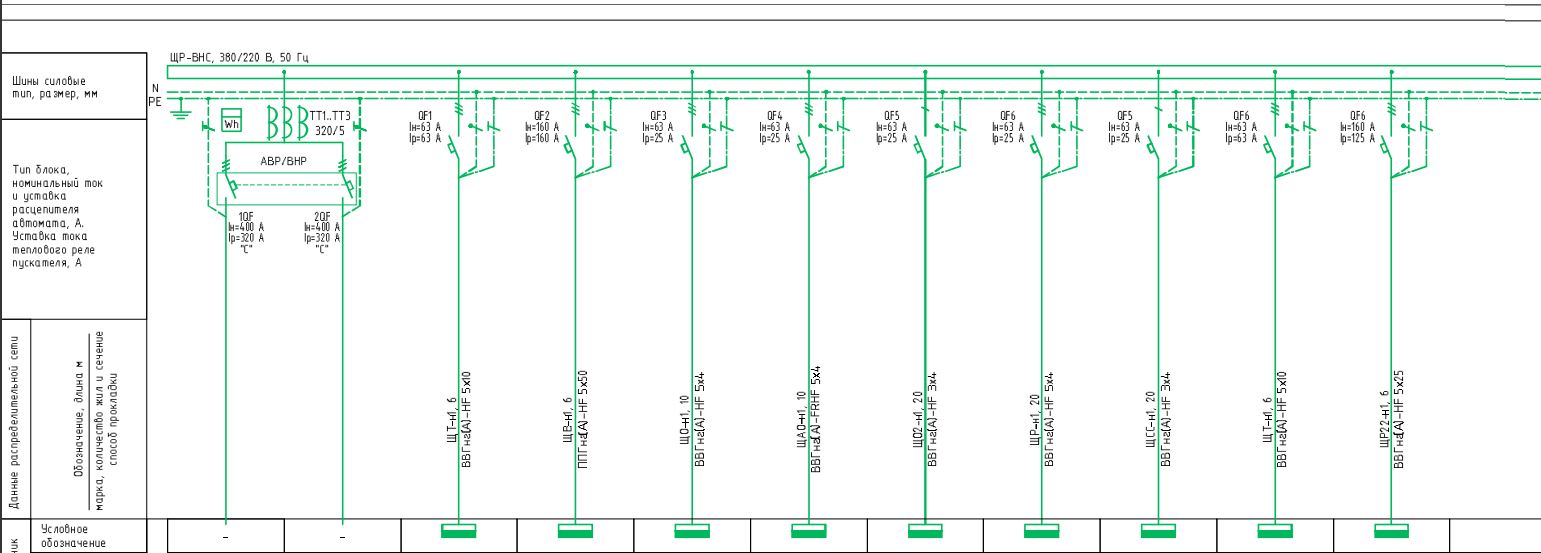 ЩР-ВНС, 380/220 В, 50 Гц
Шины силовые
тип, размер, мм
N
PE
Тип блока,
номинальный ток
и уставка
расцепителя
автомата, А.
Уставка тока
теплового реле
пускателя, А
Wh
ТТ1..ТТ3
320/5
АВР/ВНР
1QF
Iн=400 А
Iр=320 А
"С"
2QF
Iн=400 А
Iр=320 А
"С"
QF1
Iн=63 А
Iр=63 А
QF2
Iн=160 А
Iр=160 А
QF3
Iн=63 А
Iр=25 А
QF4
Iн=63 А
Iр=25 А
QF5
Iн=63 А
Iр=25 А
QF6
Iн=63 А
Iр=25 А
QF5
Iн=63 А
Iр=25 А
QF6
Iн=63 А
Iр=63 А
QF6
Iн=160 А
Iр=125 А
Данные распределительной сети
Обозначение, длина м
марка, количество жил и сечение
способ прокладки
ЩТ-н1, 6
ВВГнг(А)-HF 5х10
ЩВ-н1, 6
ППГнг(А)-HF 5х50
ЩО-н1, 10
ВВГнг(А)-HF 5х4
ЩАО-н1, 10
ВВГнг(А)-FRHF 5х4
ЩО2-н1, 20
ВВГнг(А)-HF 3х4
ЩР-н1, 20
ВВГнг(А)-HF 5х4
ЩСС-н1, 20
ВВГнг(А)-HF 3х4
ЩТ-н1, 6
ВВГнг(А)-HF 5х10
ЩР22-н1, 6
ВВГнг(А)-HF 5х25
Условное
обозначение
-
-